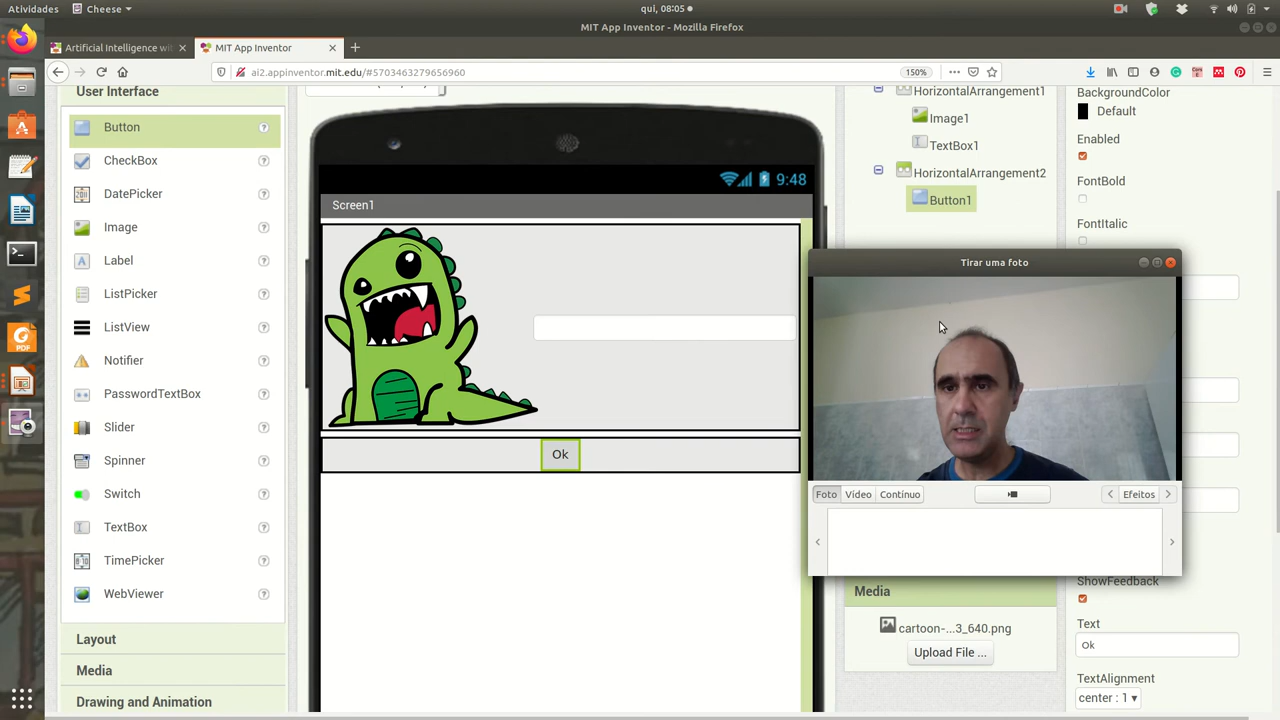 Atividades
Cheese
qui, 08:05
MIT App Inventor - Mozilla Firefox
Artificial Intelligence wi
MIT App Inventor
ai2.appinventor.mit.edu/#5703463279656960
150%
User Interface
Button
CheckBox
DatePicker
Image
Label
ListPicker
ListView
Notifier
PasswordTextBox
Slider
Spinner
Switch
TextBox
TimePicker
WebViewer
Layout
Media
Drawing and Animation
9:48
Screen1
Ok
HorizontalArrangement1
Image1
TextBox1
HorizontalArrangement2
Button1
Tirar uma foto
Foto
Vídeo
Contínuo
Efeitos
Media
cartoon-...3_640.png
Upload File ...
BackgroundColor
Default
Enabled
FontBold
FontItalic
ShowFeedback
Text
Ok
TextAlignment
center : 1